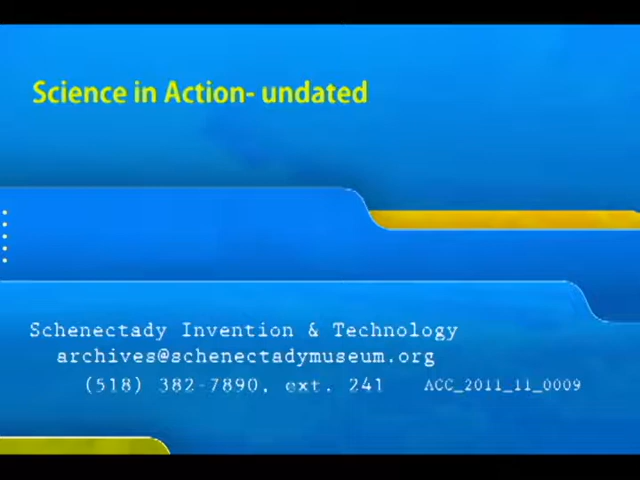 Science in Action- undated
Schenectady Invention & Technology
archives@schenectadymuseum.org
(518) 382-7890, ext. 241 ACC_2011_11_0009